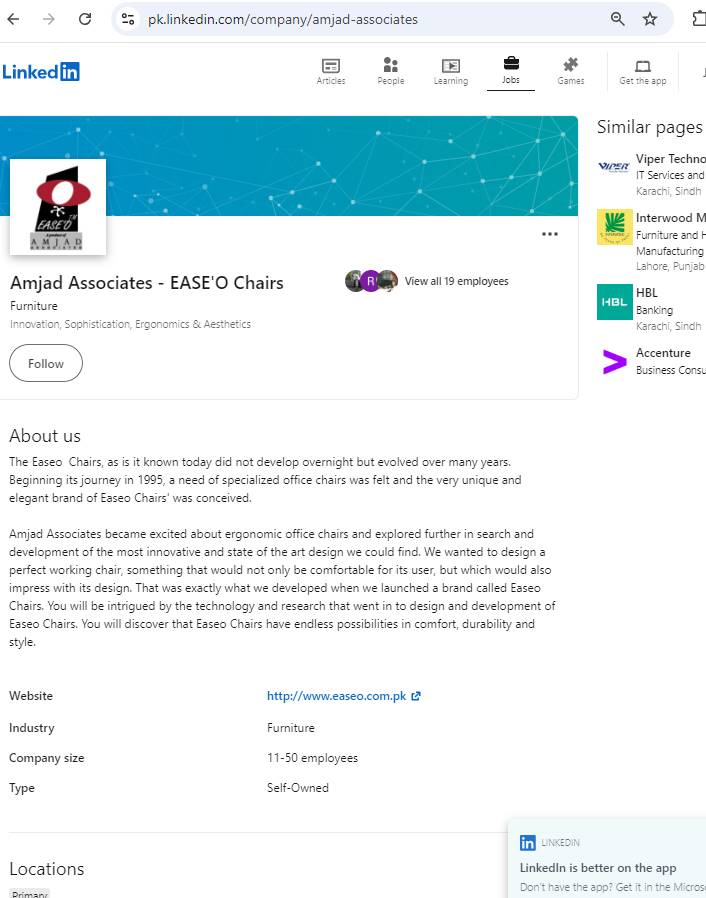 pk.linkedin.com/company/amjad-associates
LinkedIn
Articles
People
Learning
Jobs
Games
Get the app
J
EASE'O TM
A product of
AMJAD
ASSOCIATES
Amjad Associates - EASE'O Chairs
Furniture
Innovation, Sophistication, Ergonomics & Aesthetics
R
View all 19 employees
Follow
Similar pages
VIPER
Viper Techno
IT Services and
Karachi, Sindh
Interwood M
Furniture and H
Manufacturing
Lahore, Punjab
HBL
HBL
Banking
Karachi, Sindh
Accenture
Business Consu
About us
The Easeo  Chairs, as is it known today did not develop overnight but evolved over many years.
Beginning its journey in 1995, a need of specialized office chairs was felt and the very unique and
elegant brand of Easeo Chairs' was conceived.
Amjad Associates became excited about ergonomic office chairs and explored further in search and
development of the most innovative and state of the art design we could find. We wanted to design a
perfect working chair, something that would not only be comfortable for its user, but which would also
impress with its design. That was exactly what we developed when we launched a brand called Easeo
Chairs. You will be intrigued by the technology and research that went in to design and development of
Easeo Chairs. You will discover that Easeo Chairs have endless possibilities in comfort, durability and
style.
Website http://www.easeo.com.pk
Industry Furniture
Company size 11-50 employees
Type Self-Owned
Locations
Primary
in LINKEDIN
LinkedIn is better on the app
Don't have the app? Get it in the Micros